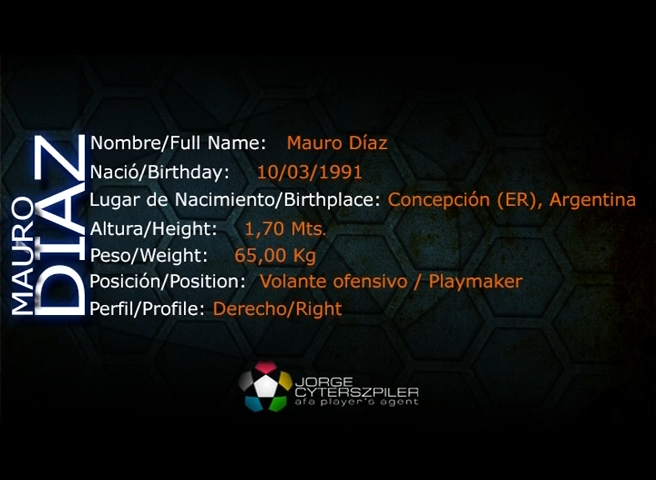 MAURO
DÍAZ
Nombre/Full Name: Mauro Díaz
Nació/Birthday: 10/03/1991
Lugar de Nacimiento/Birthplace: Concepción (ER), Argentina
Altura/Height: 1,70 Mts.
Peso/Weight: 65,00 Kg
Posición/Position: Volante ofensivo / Playmaker
Perfil/Profile: Derecho/Right
JORGE
CYTERSZPILER
afa player's agent